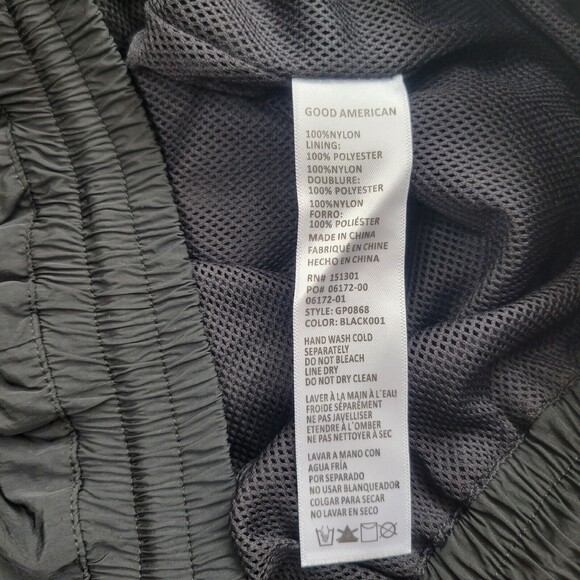 GOOD AMERICAN
100%NYLON
LINING:
100% POLYESTER
100%NYLON
DOUBLURE:
100% POLYESTER
100%NYLON
FORRO:
100% POLIÉSTER
MADE IN CHINA
FABRIQUÉ EN CHINE
HECHO EN CHINA
RN# 151301
PO# 06172-00
06172-01
STYLE: GP0868
COLOR: BLACK001
HAND WASH COLD
SEPARATELY
DO NOT BLEACH
LINE DRY
DO NOT DRY CLEAN
LAVER À LA MAIN À L'EAU
FROIDE SÉPARÉMENT
NE PAS JAVELLISER
ETENDRE À L'OMBER
NE PAS NETTOYER À SEC
LAVAR A MANO CON
AGUA FRÍA
POR SEPARADO
NO USAR BLANQUEADOR
COLGAR PARA SECAR
NO LAVAR EN SECO